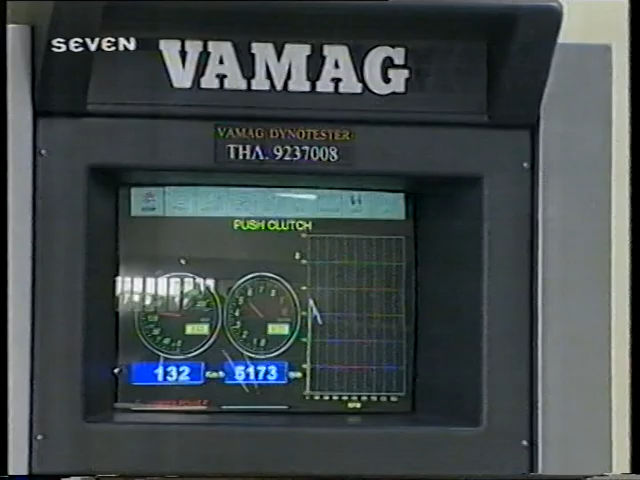 SEVEN
VAMAG
VAMAG DYNOTESTER
ΤΗΛ. 9237008
PUSH CLUTCH
132
5173